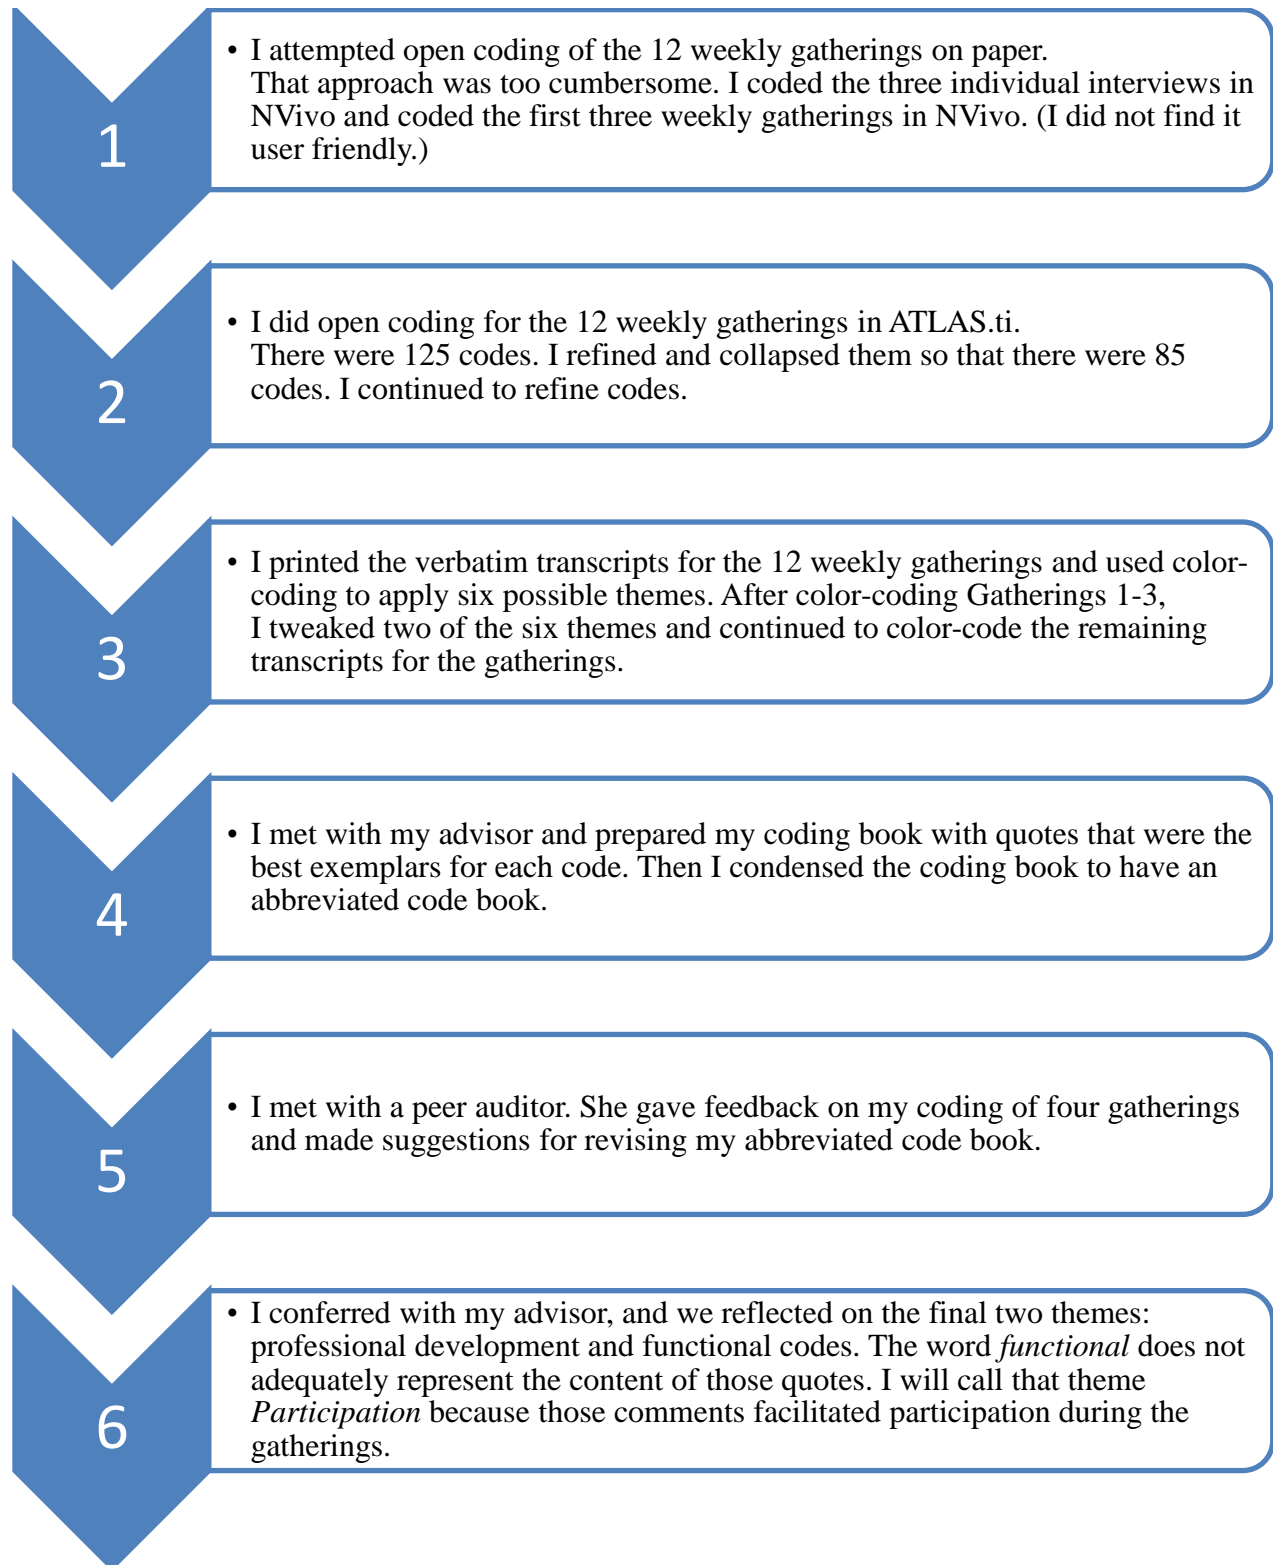 1
• I attempted open coding of the 12 weekly gatherings on paper.
That approach was too cumbersome. I coded the three individual interviews in
NVivo and coded the first three weekly gatherings in NVivo. (I did not find it
user friendly.)
2
• I did open coding for the 12 weekly gatherings in ATLAS.ti.
There were 125 codes. I refined and collapsed them so that there were 85
codes. I continued to refine codes.
3
• I printed the verbatim transcripts for the 12 weekly gatherings and used color-
coding to apply six possible themes. After color-coding Gatherings 1-3,
I tweaked two of the six themes and continued to color-code the remaining
transcripts for the gatherings.
4
• I met with my advisor and prepared my coding book with quotes that were the
best exemplars for each code. Then I condensed the coding book to have an
abbreviated code book.
5
• I met with a peer auditor. She gave feedback on my coding of four gatherings
and made suggestions for revising my abbreviated code book.
6
• I conferred with my advisor, and we reflected on the final two themes:
professional development and functional codes. The word functional does not
adequately represent the content of those quotes. I will call that theme
Participation because those comments facilitated participation during the
gatherings.